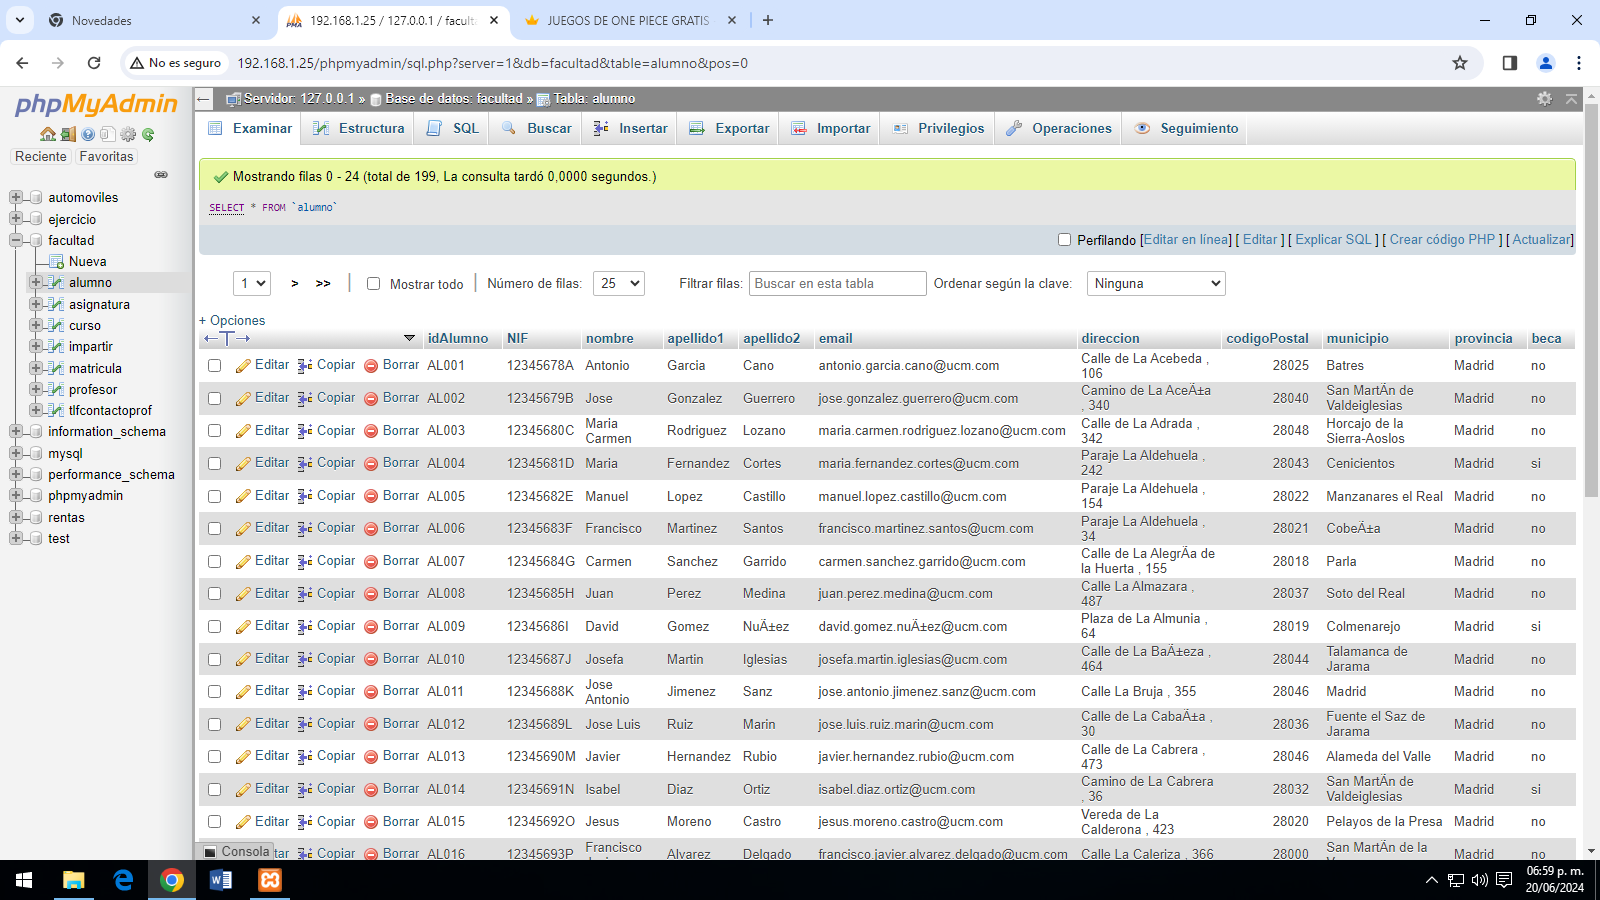 Novedades
192.168.1.25 / 127.0.0.1 / faculta
JUEGOS DE ONE PIECE GRATIS
No es seguro
192.168.1.25/phpmyadmin/sql.php?server=1&db=facultad&table=alumno&pos=0
phpMyAdmin
Reciente Favoritas
automoviles
ejercicio
facultad
Nueva
alumno
asignatura
curso
impartir
matricula
profesor
tlfcontactoprof
information_schema
mysql
performance_schema
phpmyadmin
rentas
test
Servidor: 127.0.0.1 » Base de datos: facultad » Tabla: alumno
Examinar Estructura SQL Buscar Insertar Exportar Importar Privilegios Operaciones Seguimiento
Mostrando filas 0 - 24 (total de 199, La consulta tardó 0,0000 segundos.)
SELECT * FROM `alumno`
Perfilando [Editar en línea] [ Editar ] [ Explicar SQL ] [ Crear código PHP ] [ Actualizar]
1 > >> | Mostrar todo | Número de filas: 25 Filtrar filas: Buscar en esta tabla Ordenar según la clave: Ninguna
+ Opciones
←T→ idAlumno NIF nombre apellido1 apellido2 email direccion codigoPostal municipio provincia beca
Editar Copiar Borrar AL001 12345678A Antonio Garcia Cano antonio.garcia.cano@ucm.com Calle de La Acebeda , 106 28025 Batres Madrid no
Editar Copiar Borrar AL002 12345679B Jose Gonzalez Guerrero jose.gonzalez.guerrero@ucm.com Camino de La AceÃ±a , 340 28040 San MartÃn de Valdeiglesias Madrid no
Editar Copiar Borrar AL003 12345680C Maria Carmen Rodriguez Lozano maria.carmen.rodriguez.lozano@ucm.com Calle de La Adrada , 342 28048 Horcajo de la Sierra-Aoslos Madrid no
Editar Copiar Borrar AL004 12345681D Maria Fernandez Cortes maria.fernandez.cortes@ucm.com Paraje La Aldehuela , 242 28043 Cenicientos Madrid si
Editar Copiar Borrar AL005 12345682E Manuel Lopez Castillo manuel.lopez.castillo@ucm.com Paraje La Aldehuela , 154 28022 Manzanares el Real Madrid no
Editar Copiar Borrar AL006 12345683F Francisco Martinez Santos francisco.martinez.santos@ucm.com Paraje La Aldehuela , 34 28021 CobeÃ±a Madrid no
Editar Copiar Borrar AL007 12345684G Carmen Sanchez Garrido carmen.sanchez.garrido@ucm.com Calle de La AlegrÃa de la Huerta , 155 28018 Parla Madrid no
Editar Copiar Borrar AL008 12345685H Juan Perez Medina juan.perez.medina@ucm.com Calle La Almazara , 487 28037 Soto del Real Madrid no
Editar Copiar Borrar AL009 12345686I David Gomez NuÃ±ez david.gomez.nuÃ±ez@ucm.com Plaza de La Almunia , 64 28019 Colmenarejo Madrid si
Editar Copiar Borrar AL010 12345687J Josefa Martin Iglesias josefa.martin.iglesias@ucm.com Calle de La BaÃ±eza , 464 28044 Talamanca de Jarama Madrid no
Editar Copiar Borrar AL011 12345688K Jose Antonio Jimenez Sanz jose.antonio.jimenez.sanz@ucm.com Calle La Bruja , 355 28046 Madrid Madrid no
Editar Copiar Borrar AL012 12345689L Jose Luis Ruiz Marin jose.luis.ruiz.marin@ucm.com Calle de La CabaÃ±a , 30 28036 Fuente el Saz de Jarama Madrid no
Editar Copiar Borrar AL013 12345690M Javier Hernandez Rubio javier.hernandez.rubio@ucm.com Calle de La Cabrera , 473 28046 Alameda del Valle Madrid no
Editar Copiar Borrar AL014 12345691N Isabel Diaz Ortiz isabel.diaz.ortiz@ucm.com Camino de La Cabrera , 36 28032 San MartÃn de Valdeiglesias Madrid si
Editar Copiar Borrar AL015 12345692O Jesus Moreno Castro jesus.moreno.castro@ucm.com Vereda de La Calderona , 423 28020 Pelayos de la Presa Madrid no
Copiar Borrar AL016 12345693P Francisco Alvarez Delgado francisco.javier.alvarez.delgado@ucm.com Calle La Caleriza , 366 28000 San MartÃn de la Madrid no
Consola
06:59 p. m.
20/06/2024